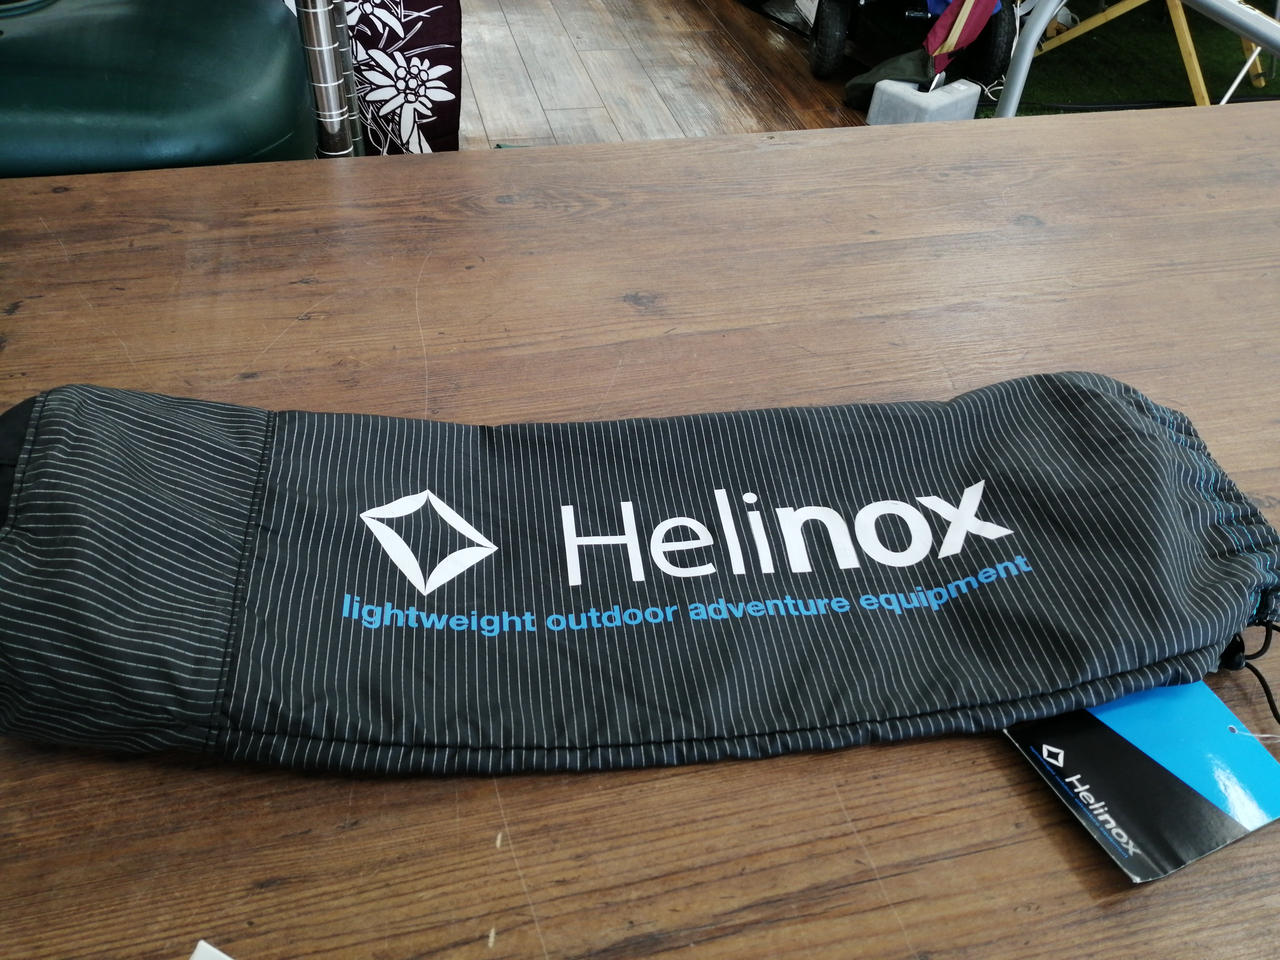 Helinox
lightweight outdoor adventure equipment
Helinox